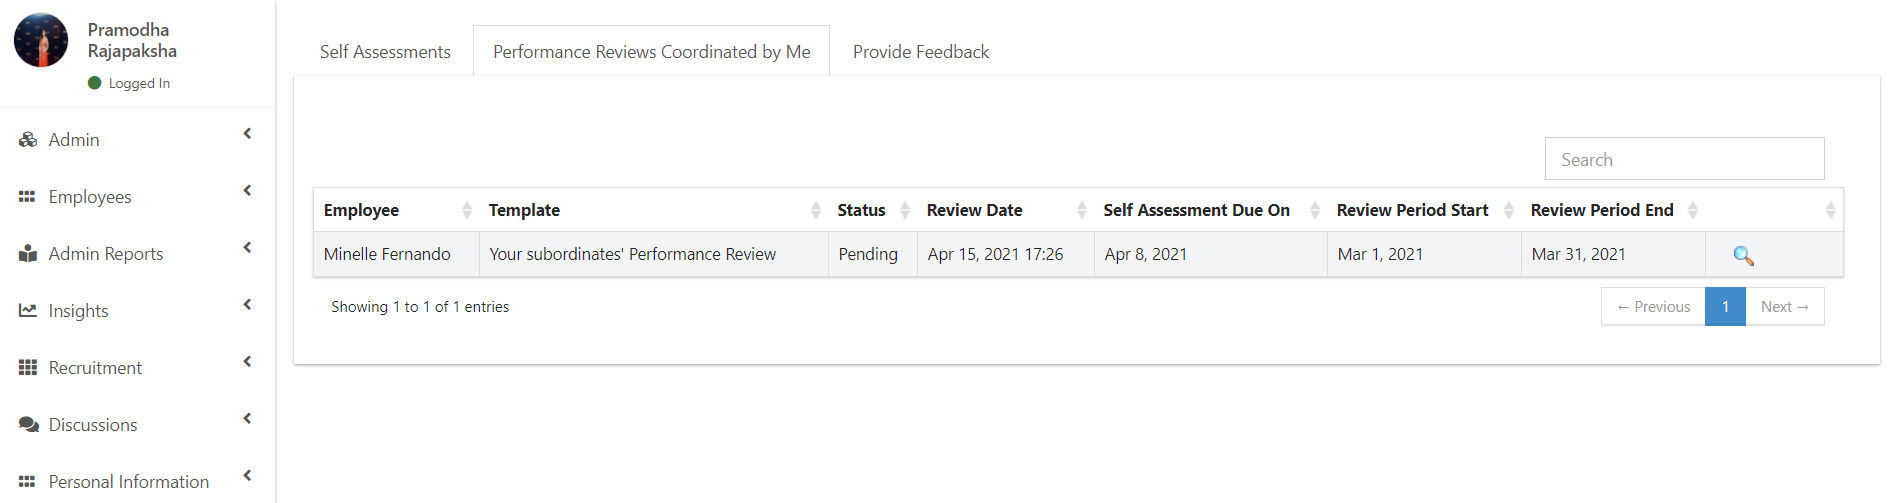 Pramodha
Rajapaksha
Logged In
Admin
Employees
Admin Reports
Insights
Recruitment
Discussions
Personal Information
Self Assessments
Performance Reviews Coordinated by Me
Provide Feedback
Search
Employee Template Status Review Date Self Assessment Due On Review Period Start Review Period End
Minelle Fernando Your subordinates' Performance Review Pending Apr 15, 2021 17:26 Apr 8, 2021 Mar 1, 2021 Mar 31, 2021
Showing 1 to 1 of 1 entries
← Previous 1 Next →